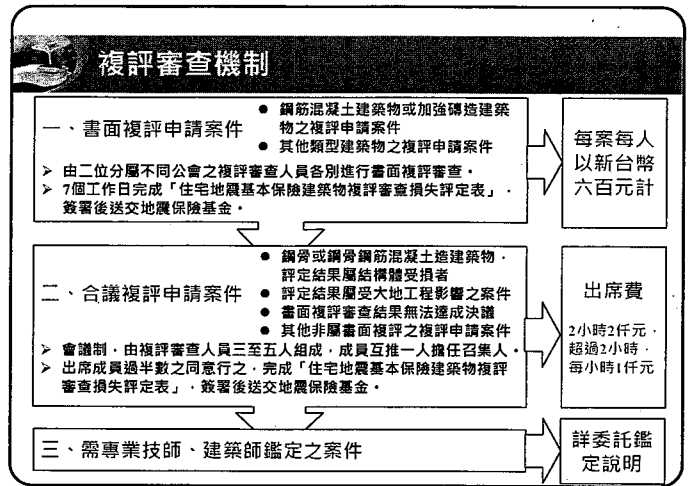 複評審查機制
一、書面複評申請案件
● 鋼筋混凝土建築物或加強磚造建築
物之複評申請案件
● 其他類型建築物之複評申請案件
➢ 由二位分屬不同公會之複評審查人員各別進行書面複評審查。
➢ 7個工作日完成「住宅地震基本保險建築物複評審查損失評定表」，
簽署後送交地震保險基金。
每案每人
以新台幣
六百元計
二、合議複評申請案件
● 鋼骨或鋼骨鋼筋混凝土造建築物，
評定結果屬結構體受損者
● 評定結果屬受大地工程影響之案件
● 書面複評審查結果無法達成決議
● 其他非屬書面複評之複評申請案件
➢ 會議制，由複評審查人員三至五人組成，成員互推一人擔任召集人。
➢ 出席成員過半數之同意行之，完成「住宅地震基本保險建築物複評
審查損失評定表」，簽署後送交地震保險基金。
出席費
2小時2仟元，
超過2小時，
每小時1仟元
三、需專業技師、建築師鑑定之案件
詳委託鑑
定說明